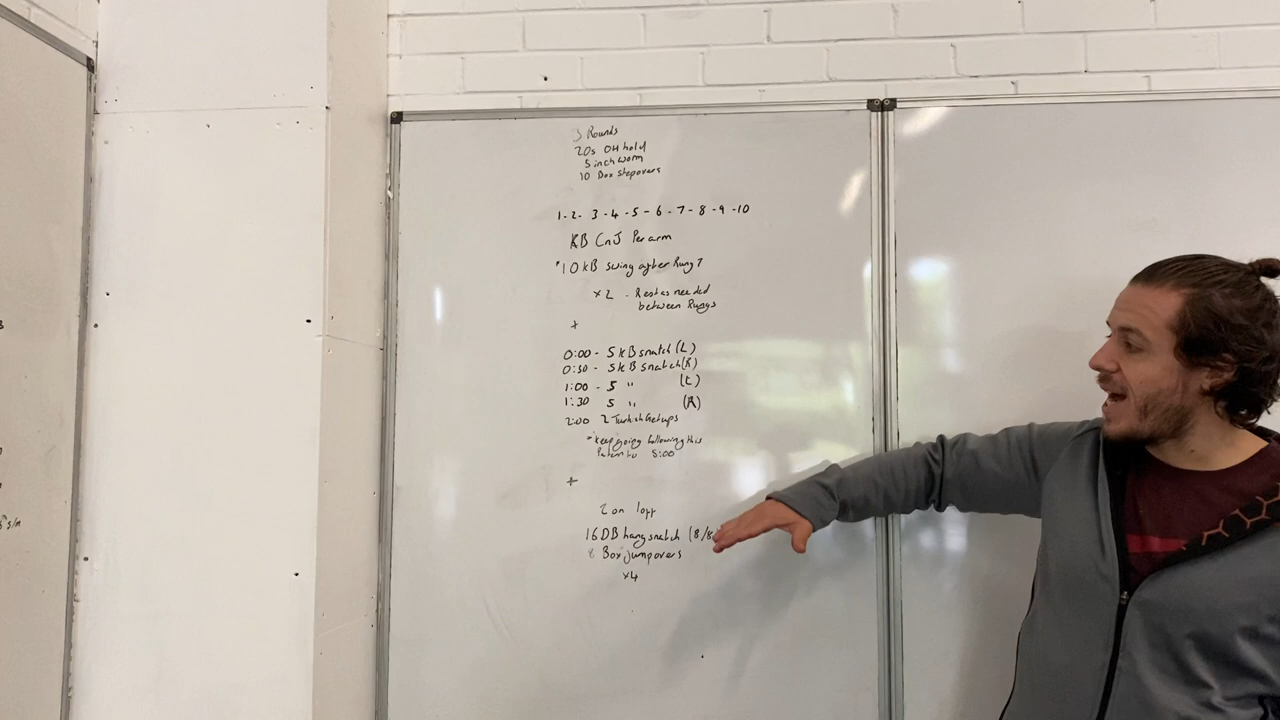 3 Rounds
20s OH hold
5 inch worm
10 Box stepovers
1-2-3-4-5-6-7-8-9-10
KB CnJ Per arm
*10 KB swing after Rung 7
x2 - Rest as needed
between Rungs
+
0:00 - 5 KB snatch (L)
0:30 - 5 KB snatch (R)
1:00 - 5 " (L)
1:30 5 " (R)
2:00 2 Turkish Getups
*keep going following this
Pattern to 5:00
+
2 on 1 off
16 DB hang snatch (8/8
8 Box jumpovers
x4